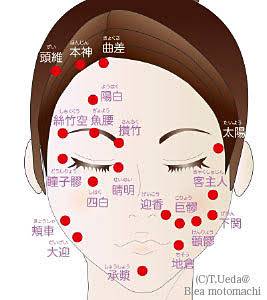 ずい
頭維
ほんじん
本神
きょくさ
曲差
ようはく
陽白
しちくくう
絲竹空
ぎょよう
魚腰
さんちく
攅竹
たいよう
太陽
どうしりょう
瞳子髎
しはく
四白
せいめい
睛明
げいこう
迎香
こりょう
巨髎
きゃくしゅじん
客主人
きょうしゃ
頬車
だいげい
大迎
しょうしょう
承漿
ちそう
地倉
けんりょう
顴髎
げかん
下関
(C)T.Ueda@
B.ea motomachi